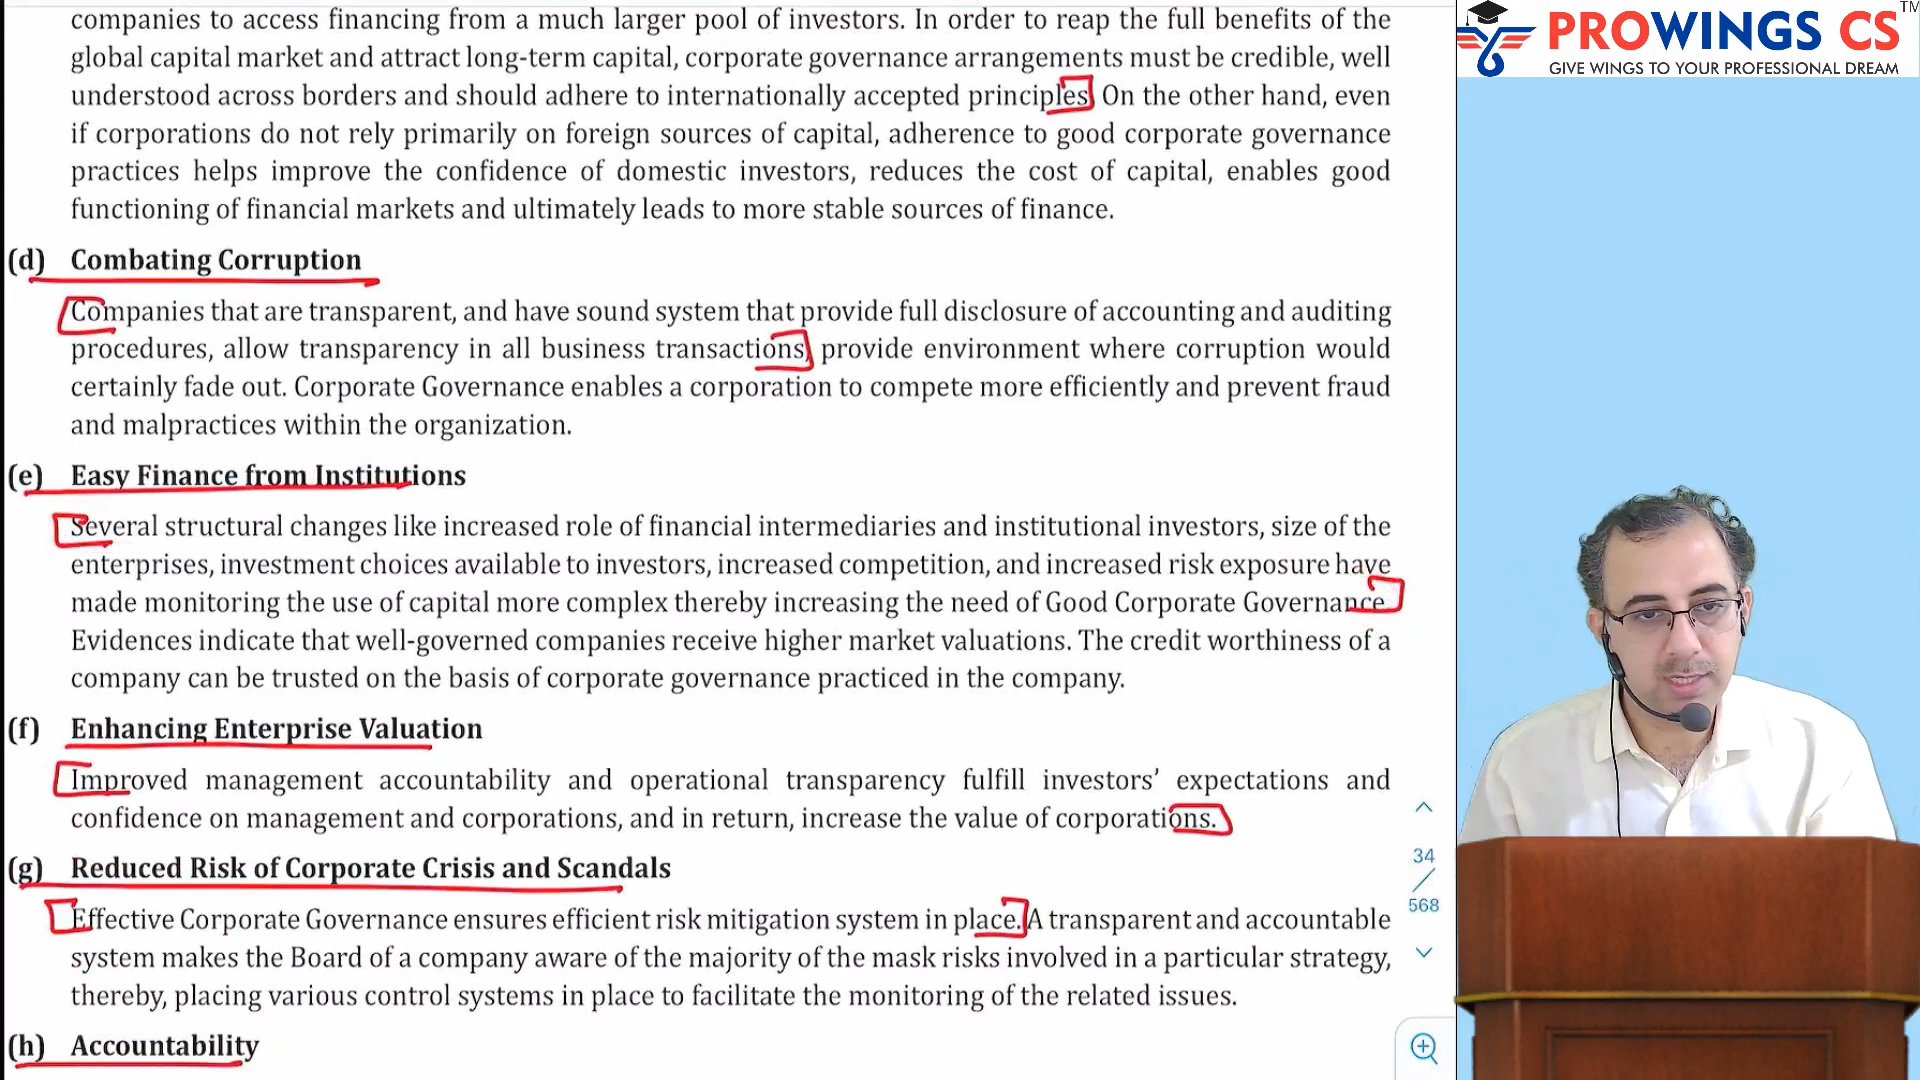 companies to access financing from a much larger pool of investors. In order to reap the full benefits of the
global capital market and attract long-term capital, corporate governance arrangements must be credible, well
understood across borders and should adhere to internationally accepted principles. On the other hand, even
if corporations do not rely primarily on foreign sources of capital, adherence to good corporate governance
practices helps improve the confidence of domestic investors, reduces the cost of capital, enables good
functioning of financial markets and ultimately leads to more stable sources of finance.
(d) Combating Corruption
Companies that are transparent, and have sound system that provide full disclosure of accounting and auditing
procedures, allow transparency in all business transactions, provide environment where corruption would
certainly fade out. Corporate Governance enables a corporation to compete more efficiently and prevent fraud
and malpractices within the organization.
(e) Easy Finance from Institutions
Several structural changes like increased role of financial intermediaries and institutional investors, size of the
enterprises, investment choices available to investors, increased competition, and increased risk exposure have
made monitoring the use of capital more complex thereby increasing the need of Good Corporate Governance.
Evidences indicate that well-governed companies receive higher market valuations. The credit worthiness of a
company can be trusted on the basis of corporate governance practiced in the company.
(f) Enhancing Enterprise Valuation
Improved management accountability and operational transparency fulfill investors’ expectations and
confidence on management and corporations, and in return, increase the value of corporations.
(g) Reduced Risk of Corporate Crisis and Scandals
Effective Corporate Governance ensures efficient risk mitigation system in place. A transparent and accountable
system makes the Board of a company aware of the majority of the mask risks involved in a particular strategy,
thereby, placing various control systems in place to facilitate the monitoring of the related issues.
(h) Accountability
34
/
568
PROWINGS CS TM
GIVE WINGS TO YOUR PROFESSIONAL DREAM